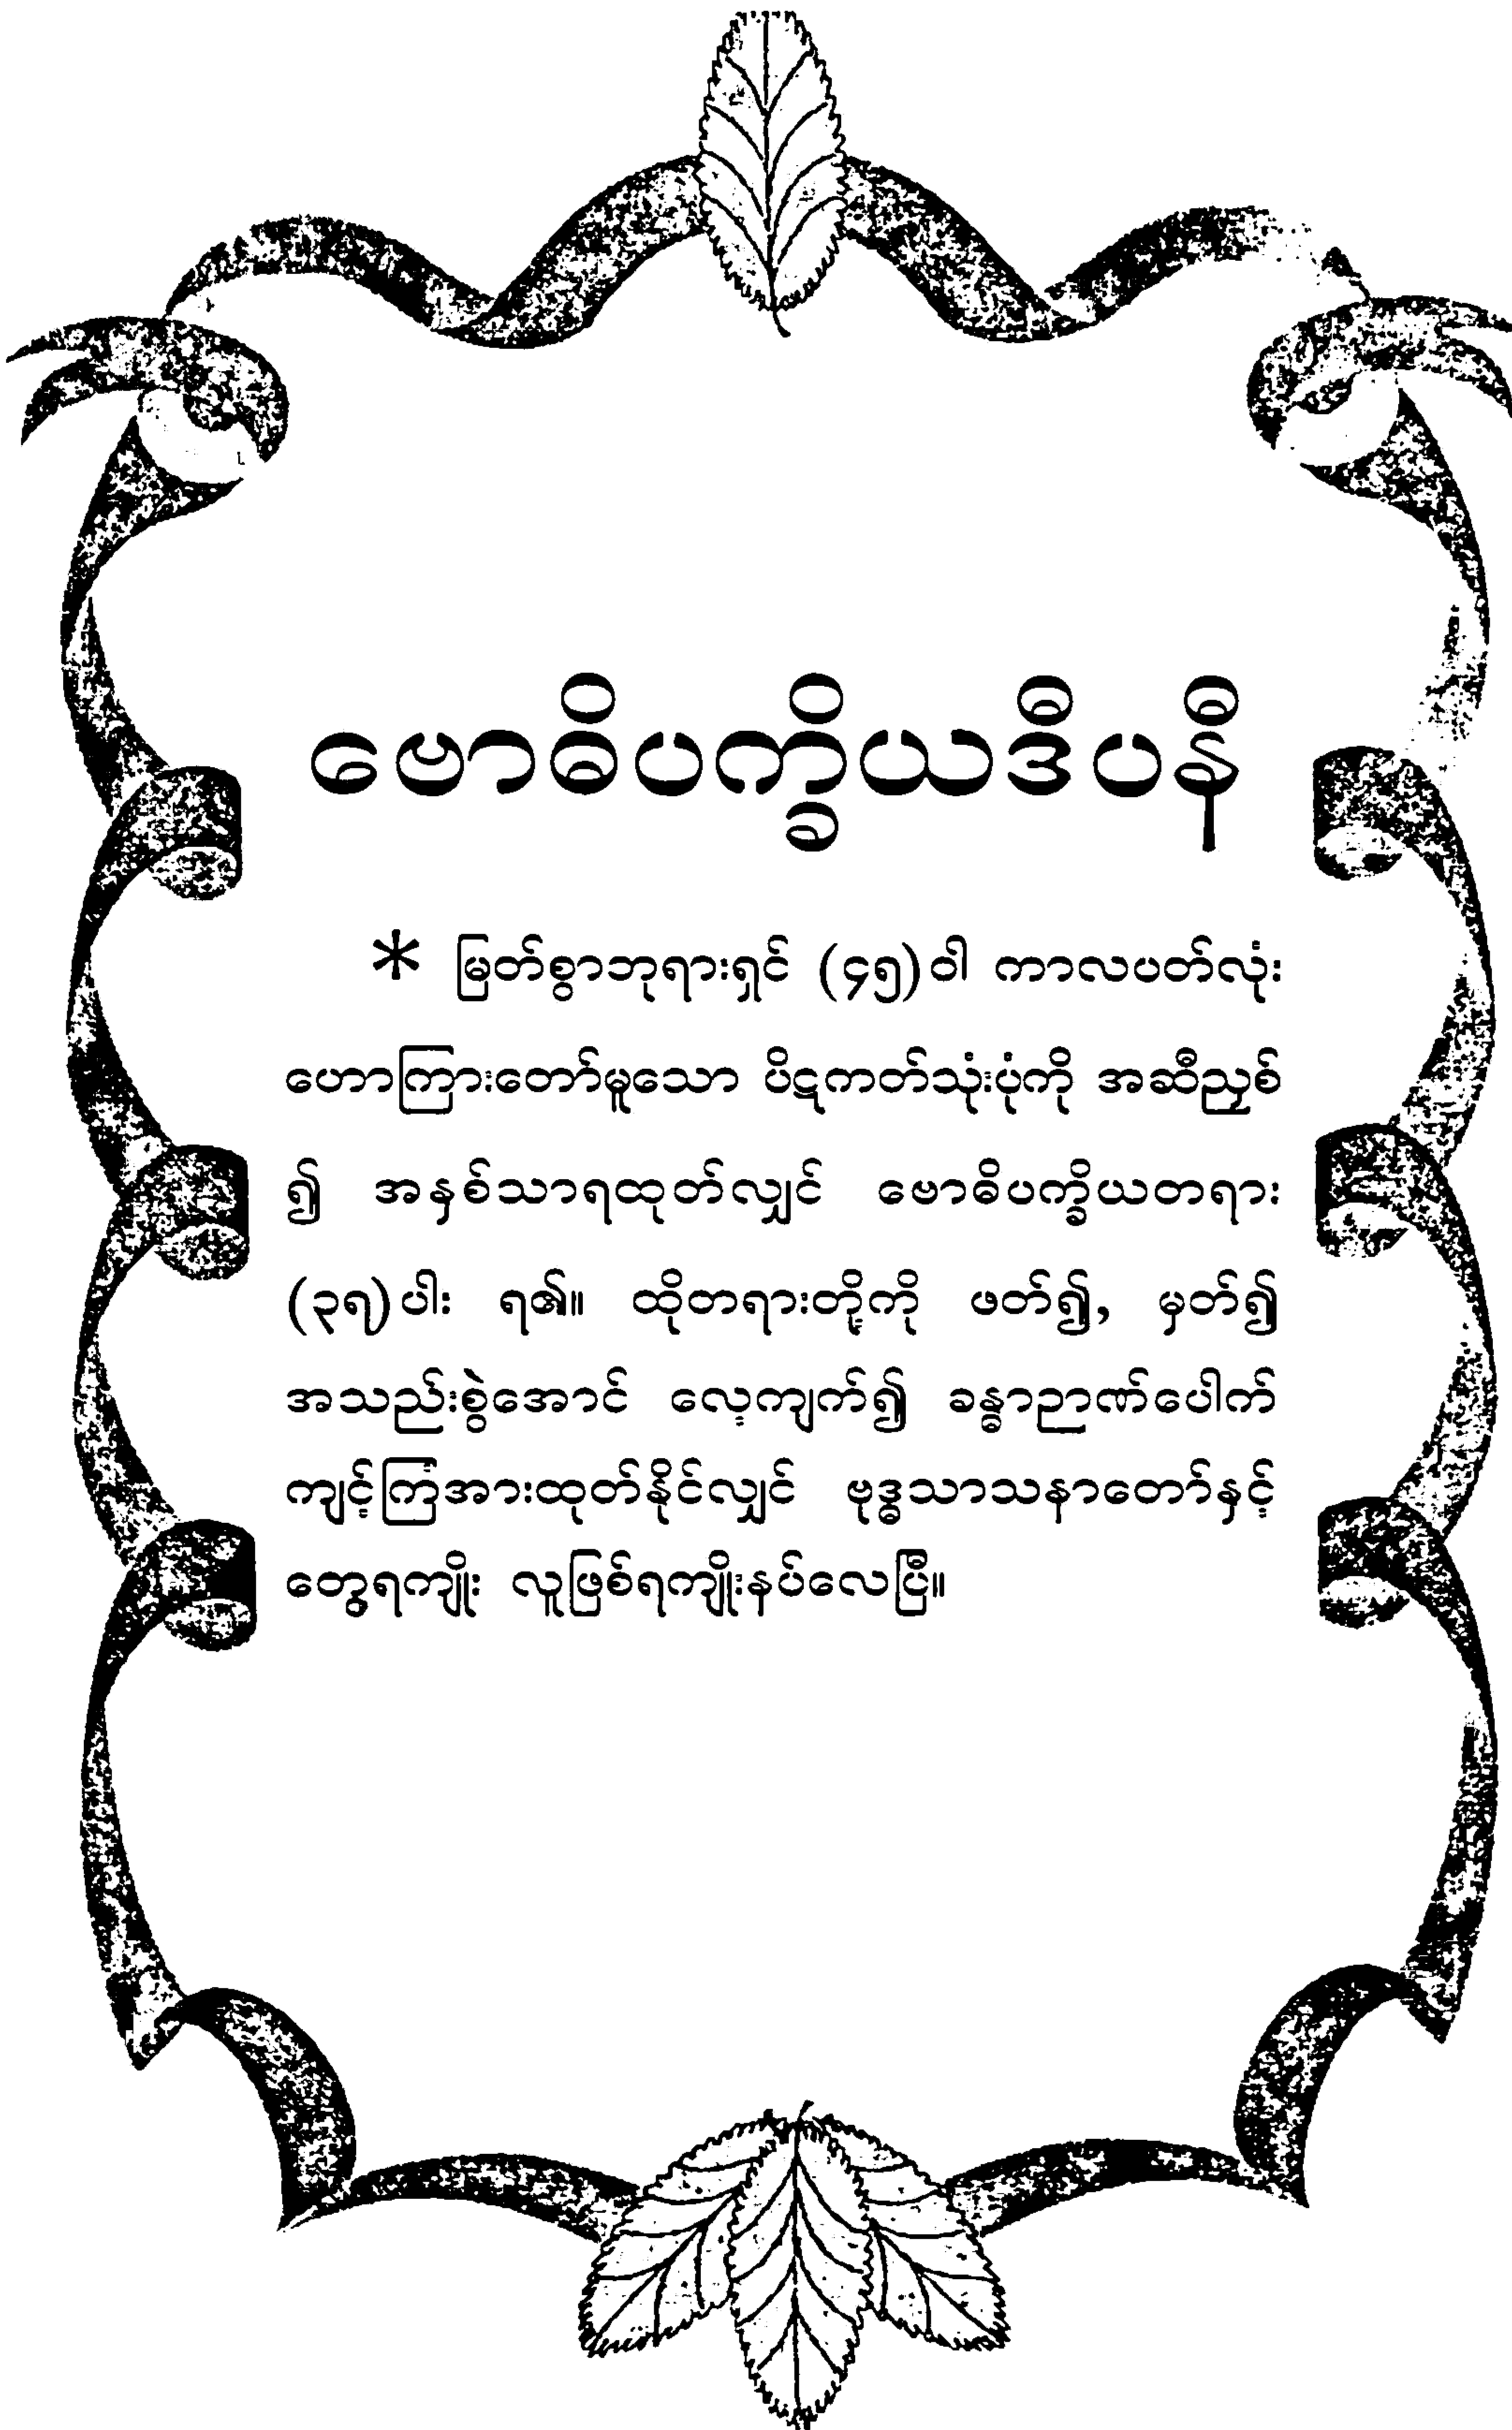 ဗောဓိပက္ခိယဒီပနီ
* မြတ်စွာဘုရားရှင် (၄၅)ဝါ ကာလပတ်လုံး
ဟောကြားတော်မူသော ပိဋကတ်သုံးပုံကို အဆီညှစ်
၍ အနှစ်သာရထုတ်လျှင် ဗောဓိပက္ခိယတရား
(၃၇)ပါး ရ၏။ ထိုတရားတို့ကို ဖတ်၍, မှတ်၍
အသည်းစွဲအောင် လေ့ကျက်၍ ခန္ဓာဉာဏ်ပေါက်
ကျင့်ကြံအားထုတ်နိုင်လျှင် ဗုဒ္ဓသာသနာတော်နှင့်
တွေ့ရကျိုး လူဖြစ်ရကျိုးနပ်လေပြီ။